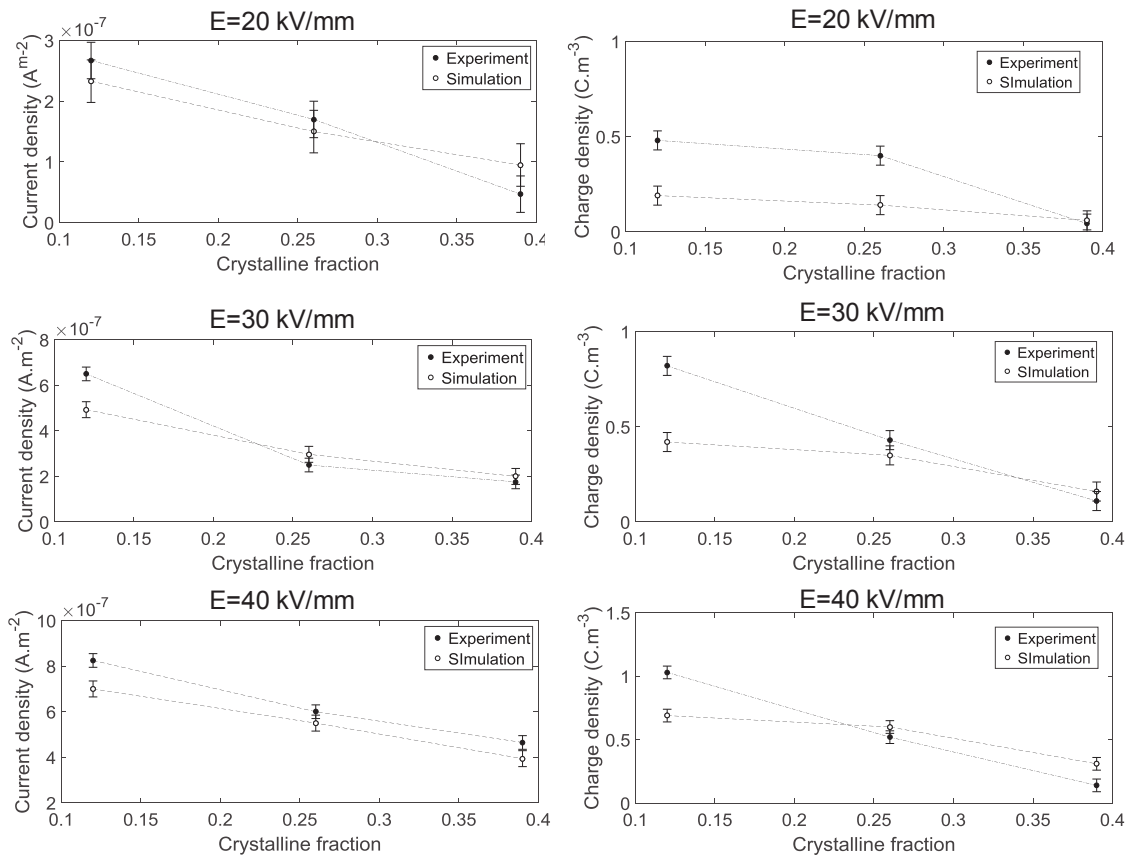 E=20 kV/mm
×10-7
Current density (Am-2)
3
2
1
0
0.1 0.15 0.2 0.25 0.3 0.35 0.4
Crystalline fraction
Experiment
Simulation
E=20 kV/mm
Charge density (C.m-3)
1
0.5
0
0.1 0.15 0.2 0.25 0.3 0.35 0.4
Crystalline fraction
Experiment
SImulation
E=30 kV/mm
×10-7
Current density (A.m-2)
8
6
4
2
0
0.1 0.15 0.2 0.25 0.3 0.35 0.4
Crystalline fraction
Experiment
Simulation
E=30 kV/mm
Charge density (C.m-3)
1
0.5
0
0.1 0.15 0.2 0.25 0.3 0.35 0.4
Crystalline fraction
Experiment
SImulation
E=40 kV/mm
×10-7
Current density (A.m-2)
10
8
6
4
2
0.1 0.15 0.2 0.25 0.3 0.35 0.4
Crystalline fraction
Experiment
SImulation
E=40 kV/mm
Charge density (C.m-3)
1.5
1
0.5
0
0.1 0.15 0.2 0.25 0.3 0.35 0.4
Crystalline fraction
Experiment
SImulation